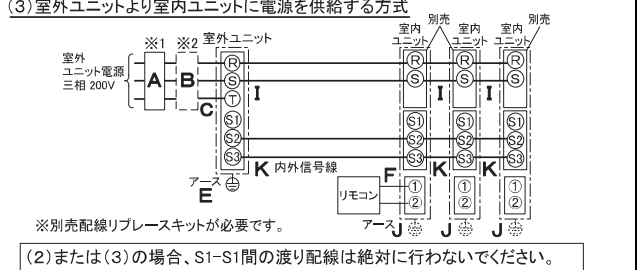 (3)室外ユニットより室内ユニットに電源を供給する方式
※1 ※2 室外ユニット
室内ユニット 別売 室内ユニット 室内ユニット 別売
室外
ユニット電源
三相 200V
A B C
R
S
T
S1
S2
S3
I I I
R R R
S S S
S1 S1 S1
S2 S2 S2
S3 S3 S3
K 内外信号線 K K
アース
E
F
リモコン
① ① ①
② ② ②
アース J J J
※別売配線リプレースキットが必要です。
(2)または(3)の場合、S1-S1間の渡り配線は絶対に行わないでください。